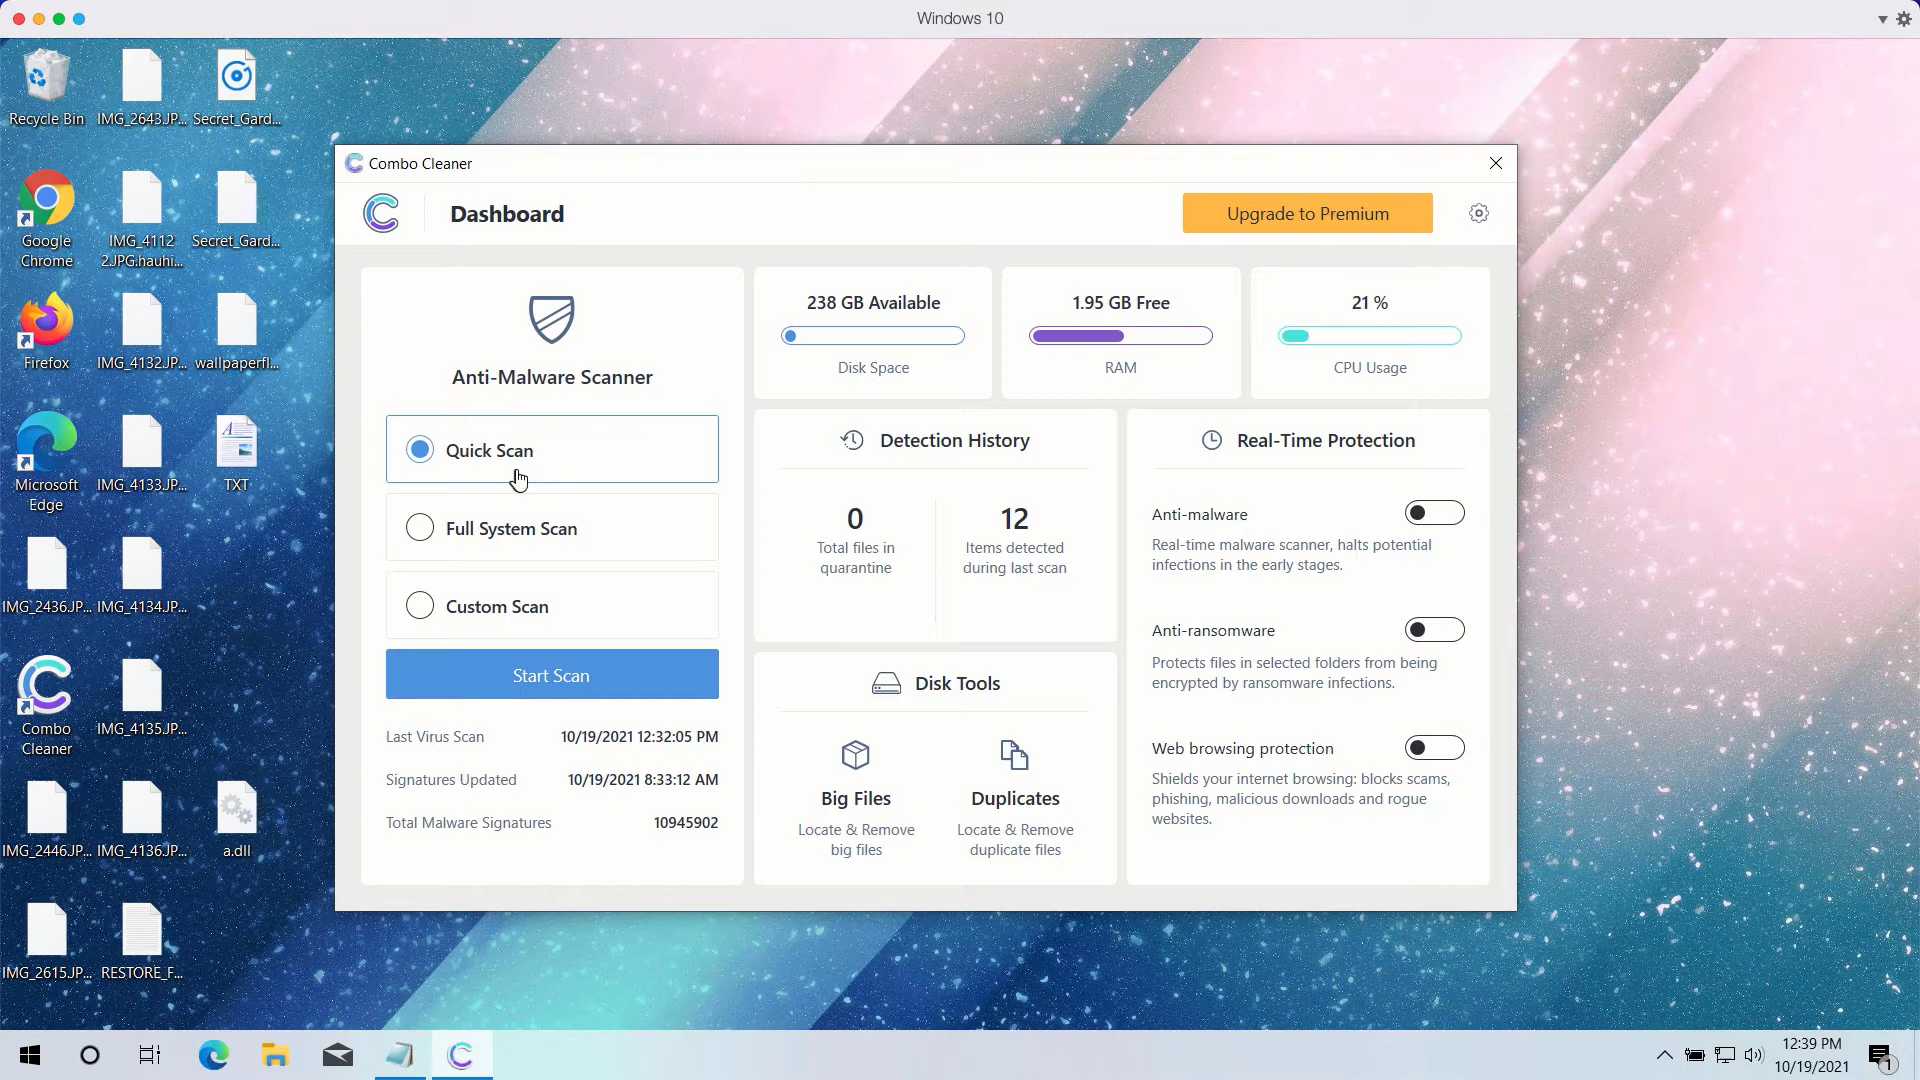 Windows 10
Recycle Bin
IMG_2643.JP...
Secret_Gard...
Google
Chrome
IMG_4112
2.JPG.hauhi...
Secret_Gard...
Firefox
IMG_4132.JP...
wallpaperfl...
Microsoft
Edge
IMG_4133.JP...
TXT
IMG_2436.JP...
IMG_4134.JP...
Combo
Cleaner
IMG_4135.JP...
IMG_2446.JP...
IMG_4136.JP...
a.dll
IMG_2615.JP...
RESTORE_F...
Combo Cleaner
Dashboard
Upgrade to Premium
Anti-Malware Scanner
Quick Scan
Full System Scan
Custom Scan
Start Scan
Last Virus Scan 10/19/2021 12:32:05 PM
Signatures Updated 10/19/2021 8:33:12 AM
Total Malware Signatures 10945902
238 GB Available
Disk Space
1.95 GB Free
RAM
21 %
CPU Usage
Detection History
0
Total files in
quarantine
12
Items detected
during last scan
Disk Tools
Big Files
Locate & Remove
big files
Duplicates
Locate & Remove
duplicate files
Real-Time Protection
Anti-malware
Real-time malware scanner, halts potential
infections in the early stages.
Anti-ransomware
Protects files in selected folders from being
encrypted by ransomware infections.
Web browsing protection
Shields your internet browsing: blocks scams,
phishing, malicious downloads and rogue
websites.
12:39 PM
10/19/2021
1